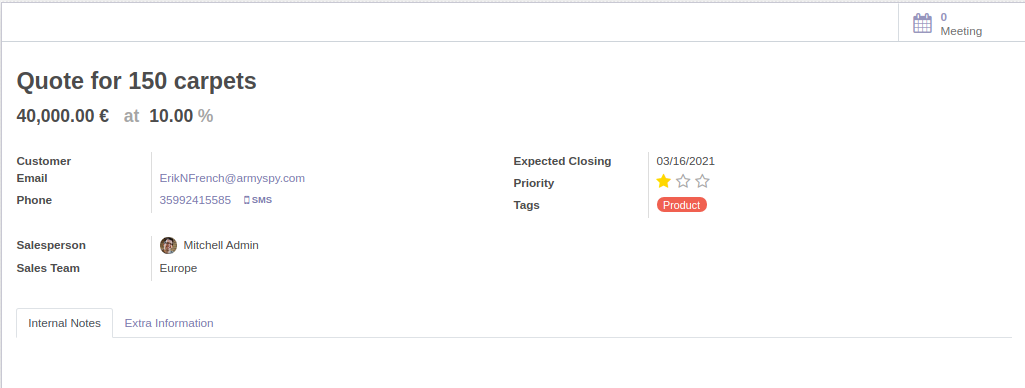 0
Meeting
Quote for 150 carpets
40,000.00 € at 10.00 %
Customer
Email ErikNFrench@armyspy.com
Phone 35992415585 SMS
Expected Closing 03/16/2021
Priority
Tags Product
Salesperson Mitchell Admin
Sales Team Europe
Internal Notes Extra Information